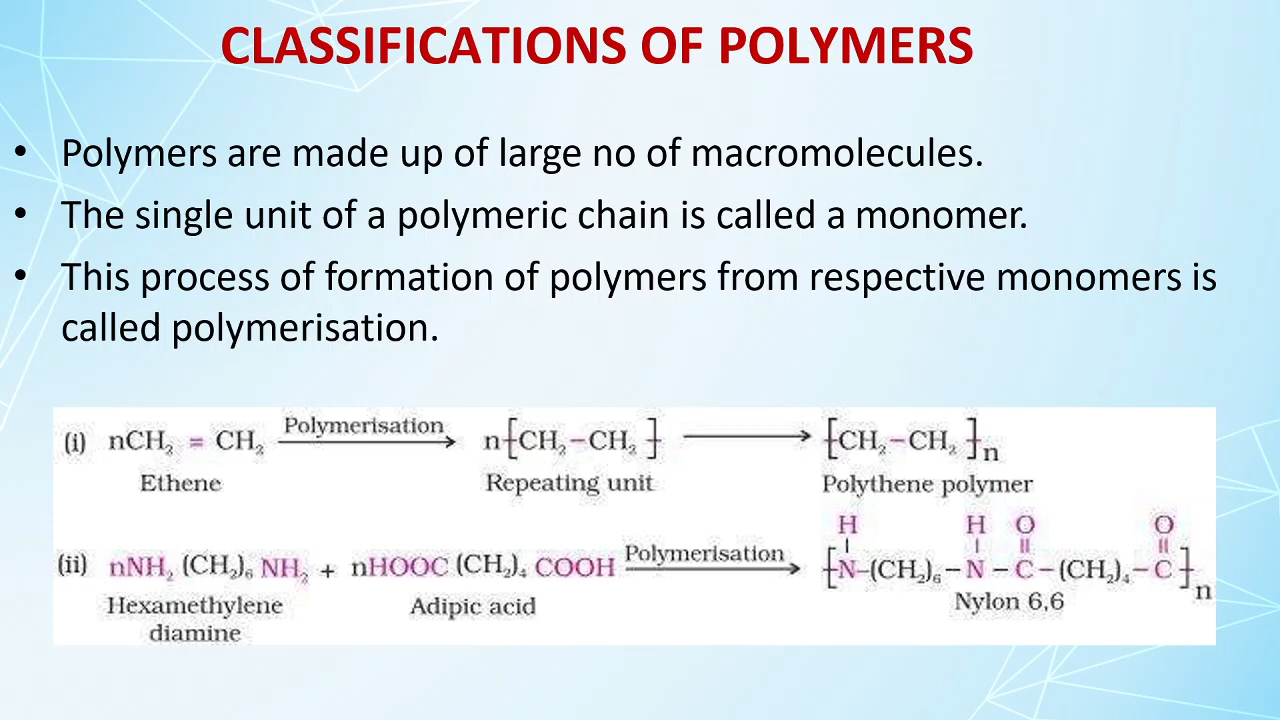 CLASSIFICATIONS OF POLYMERS
• Polymers are made up of large no of macromolecules.
• The single unit of a polymeric chain is called a monomer.
• This process of formation of polymers from respective monomers is
called polymerisation.
(i) nCH₂ = CH₂ Polymerisation⟶ n[CH₂–CH₂] ⟶ [CH₂–CH₂]n
Ethene Repeating unit Polythene polymer
H H O O
(ii) nNH₂ (CH₂)₆ NH₂ + nHOOC (CH₂)₄ COOH Polymerisation⟶ [N–(CH₂)₆–N–C–(CH₂)₄–C]n
Hexamethylene Adipic acid Nylon 6,6
diamine